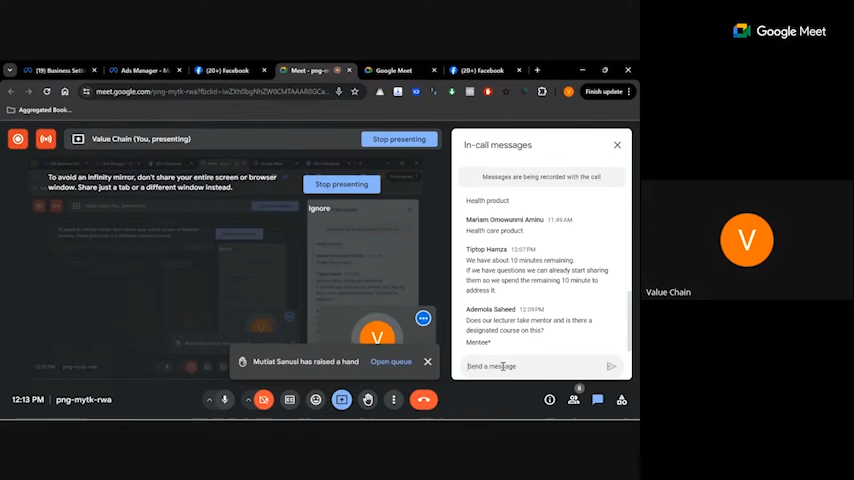 Google Meet
(19) Business Set
Ads Manager - M
(20+) Facebook
Meet - png-m
Google Meet
(20+) Facebook
meet.google.com/png-mytk-rwa?fbclid=
Finish update
Aggregated Book...
Value Chain (You, presenting)
Stop presenting
In-call messages
To avoid an infinity mirror, don't share your entire screen or browser
window. Share just a tab or a different window instead.
Stop presenting
Ignore
Messages are being recorded with the call
Health product
Mariam Omowunmi Aminu 11:49 AM
Health care product
Tiptop Hamza 12:07 PM
We have about 10 minutes remaining.
If we have questions we can already start sharing
them so we spend the remaining 10 minute to
address it.
Ademola Saheed 12:09 PM
Does our lecturer take mentor and is there a
designated course on this?
Mentee*
V
Mutiat Sanusi has raised a hand
Open queue
Send a message
12:13 PM
png-mytk-rwa
8
V
Value Chain